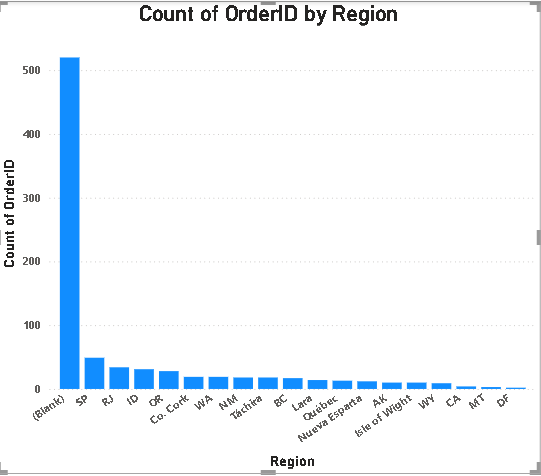 Count of OrderID by Region
Count of OrderID
500
400
300
200
100
0
(Blank)
SP
RJ
ID
OR
Co. Cork
WA
NM
Táchira
BC
Lara
Québec
Nueva Esparta
AK
Isle of Wight
WY
CA
MT
DF
Region